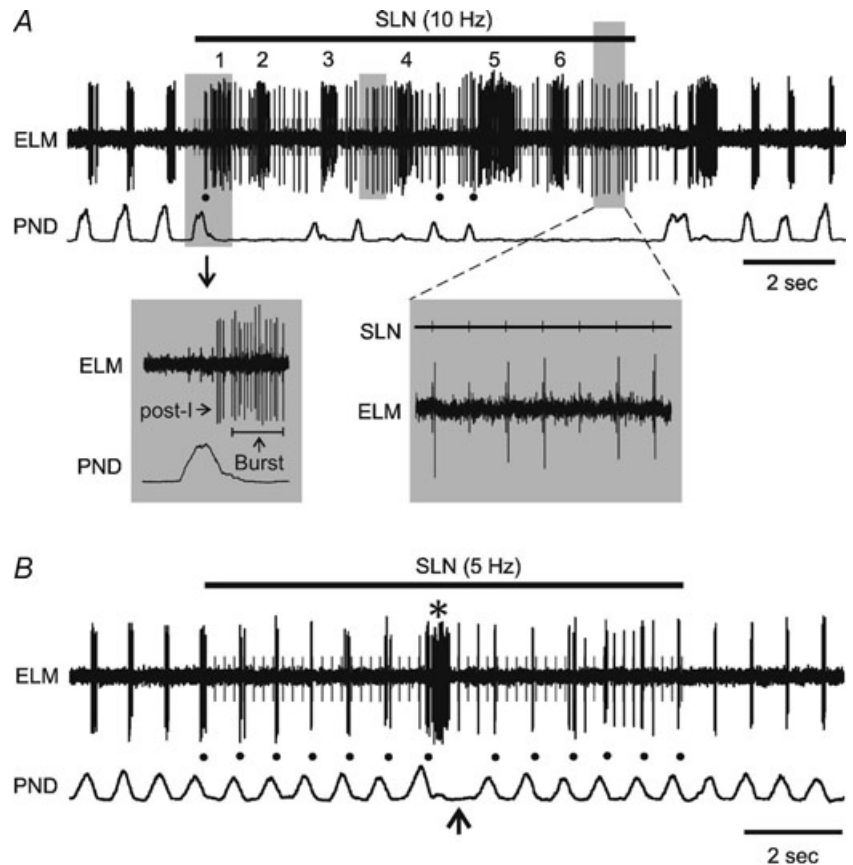 A
SLN (10 Hz)
1 2 3 4 5 6
ELM
PND
2 sec
ELM
post-I
Burst
PND
SLN
ELM
B
SLN (5 Hz)
*
ELM
PND
2 sec